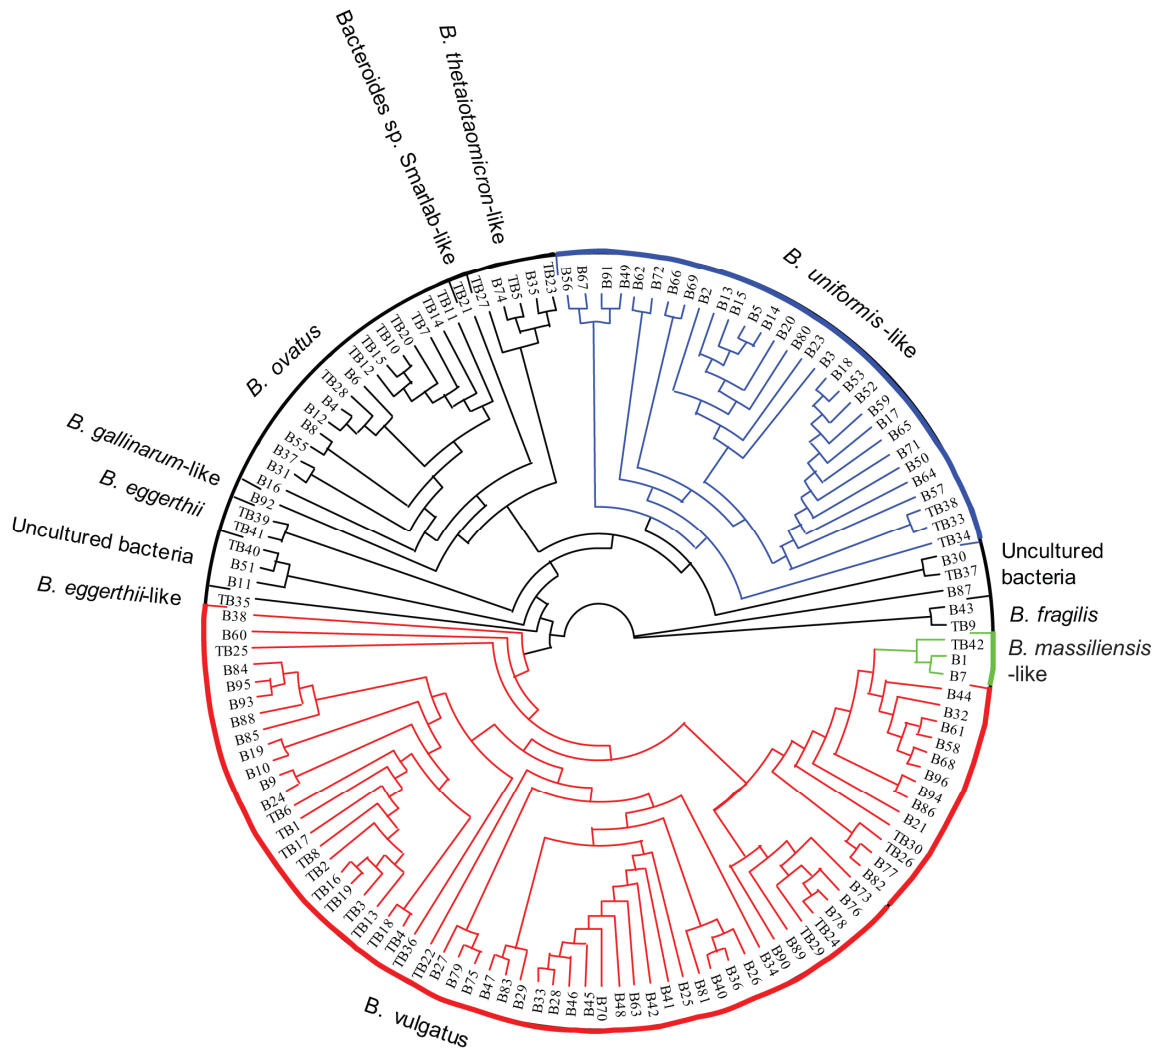 Bacteroides sp. Smarlab-like
B. thetaiotaomicron-like
B. uniformis-like
B. ovatus
B. gallinarum-like
B. eggerthii
Uncultured bacteria
B. eggerthii-like
B. vulgatus
Uncultured
bacteria
B. fragilis
B. massiliensis
-like
B56
B67
B91
B49
B62
B72
B66
B69
B2
B13
B15
B5
B14
B20
B80
B23
B3
B18
B53
B52
B59
B17
B65
B71
B50
B64
B57
TB38
TB33
TB34
B30
TB37
B87
B43
TB9
TB42
B1
B7
B44
B32
B61
B58
B68
B96
B94
B86
B21
TB30
TB26
B77
B82
B73
B76
B78
TB24
TB29
B89
B90
B34
B26
B36
B40
B81
B25
B41
B42
B63
B48
B70
B45
B46
B28
B33
B29
B83
B47
B75
B79
B27
TB22
TB36
TB4
TB18
TB13
TB3
TB19
TB16
TB2
TB8
TB17
TB1
TB6
B24
B9
B10
B19
B85
B88
B93
B95
B84
TB25
B60
B38
TB35
B11
B51
TB40
TB41
TB39
B92
B16
B31
B37
B55
B8
B12
B4
TB28
B6
TB12
TB15
TB10
TB20
TB7
TB14
TB11
TB21
TB27
B74
TB5
B35
TB23